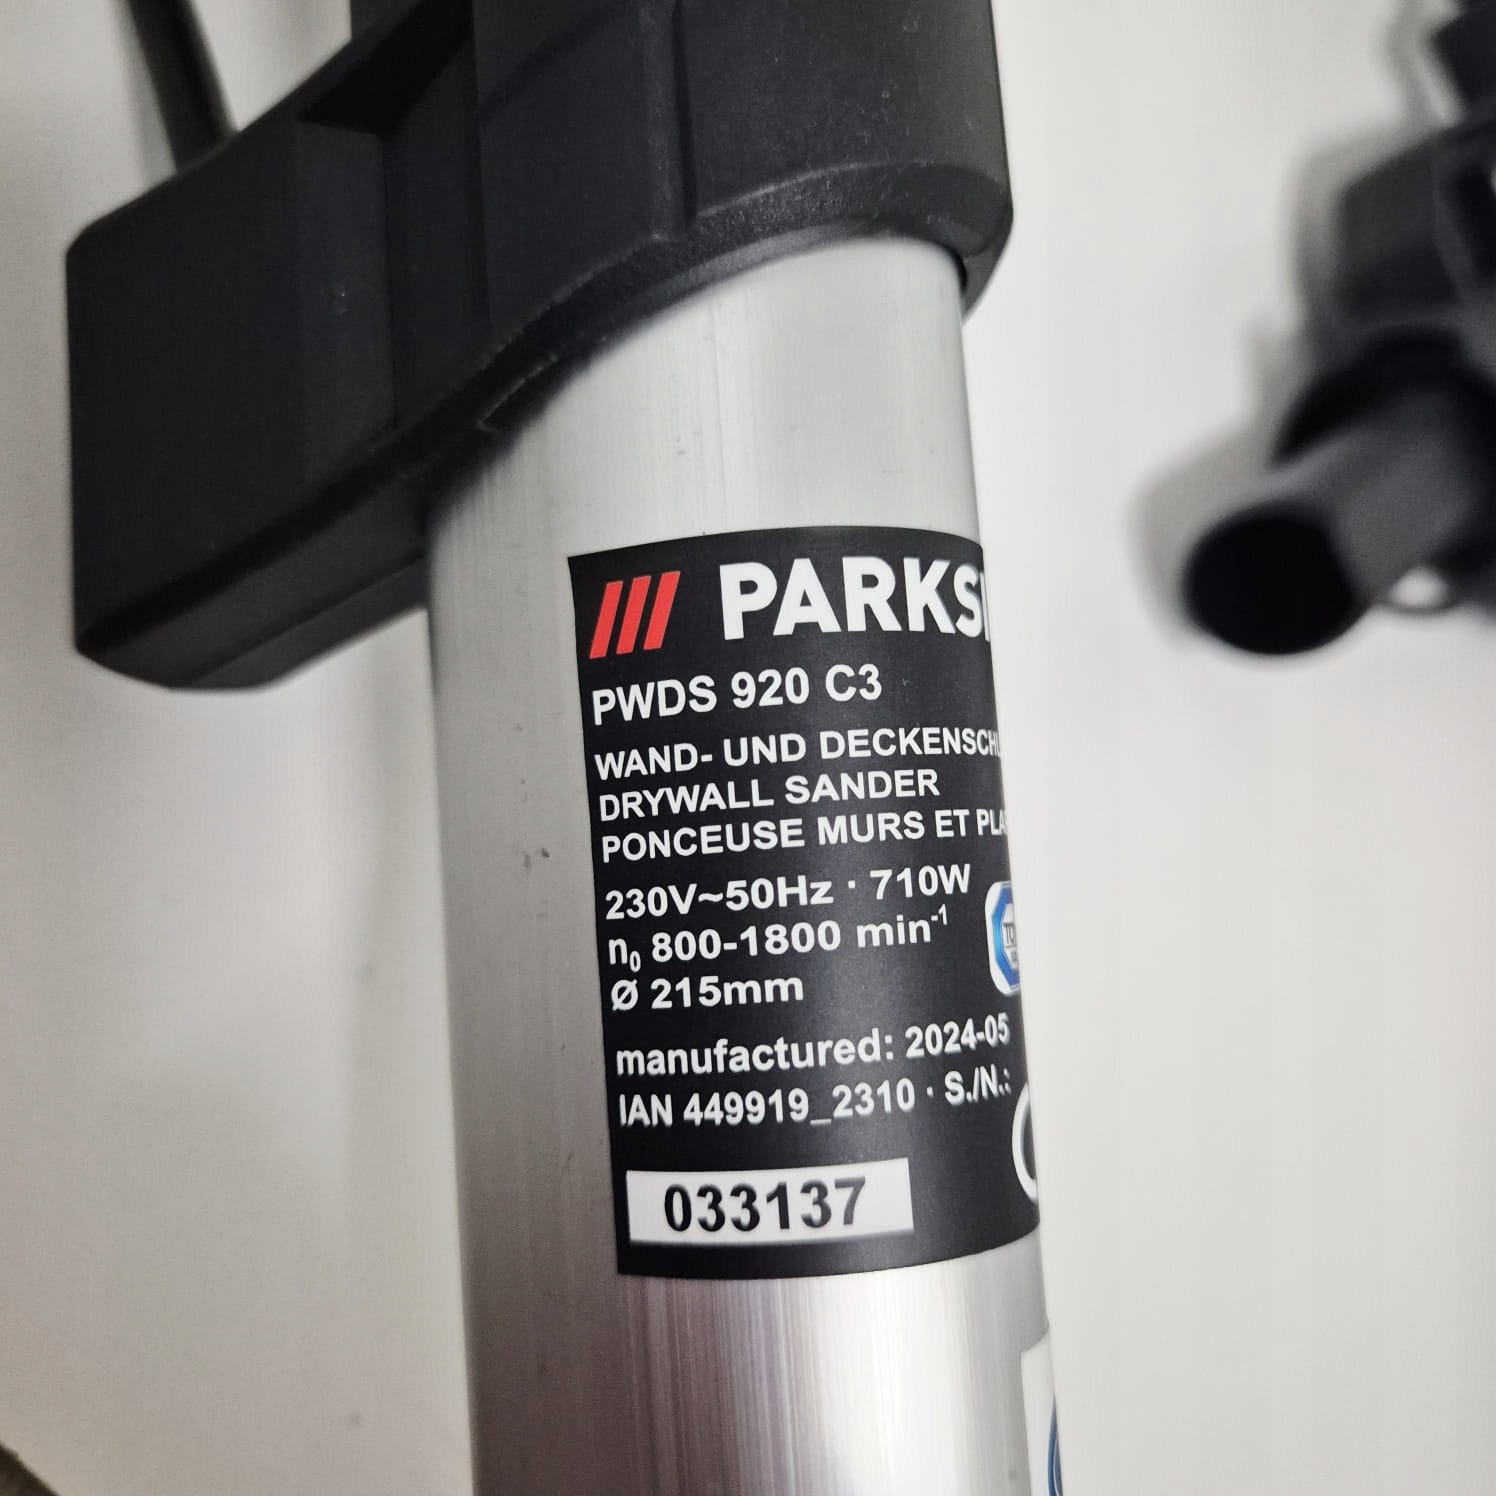 PARKSI
PWDS 920 C3
WAND- UND DECKENSCHL
DRYWALL SANDER
PONCEUSE MURS ET PLA
230V~50Hz · 710W
n₀ 800-1800 min⁻¹
Ø 215mm
manufactured: 2024-05
IAN 449919_2310 · S./N.:
033137